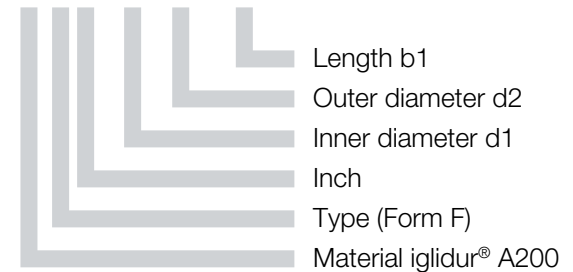 Length b1
Outer diameter d2
Inner diameter d1
Inch
Type (Form F)
Material iglidur® A200